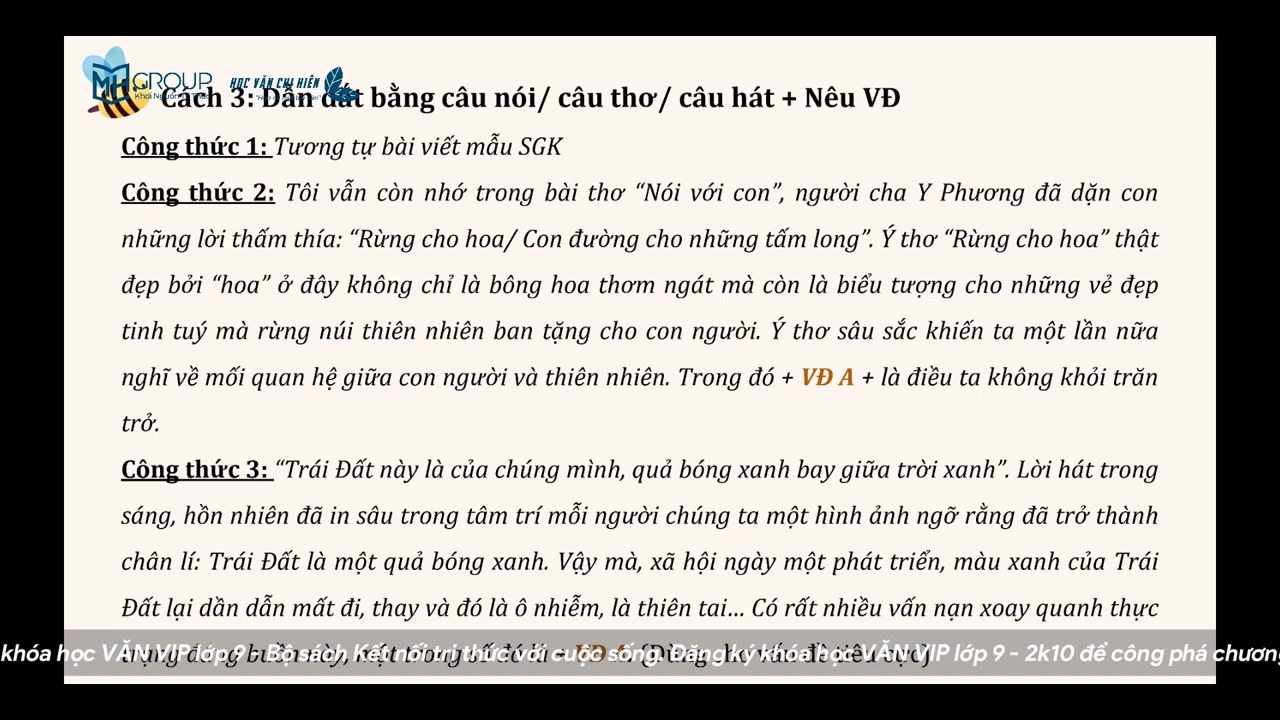 MH GROUP
Khơi Nguồn Tri Thức
HỌC VĂN CHỊ HIÊN
Cách 3: Dẫn dắt bằng câu nói/ câu thơ/ câu hát + Nêu VĐ
Công thức 1: Tương tự bài viết mẫu SGK
Công thức 2: Tôi vẫn còn nhớ trong bài thơ “Nói với con”, người cha Y Phương đã dặn con
những lời thấm thía: “Rừng cho hoa/ Con đường cho những tấm long”. Ý thơ “Rừng cho hoa” thật
đẹp bởi “hoa” ở đây không chỉ là bông hoa thơm ngát mà còn là biểu tượng cho những vẻ đẹp
tinh tuý mà rừng núi thiên nhiên ban tặng cho con người. Ý thơ sâu sắc khiến ta một lần nữa
nghĩ về mối quan hệ giữa con người và thiên nhiên. Trong đó + VĐ A + là điều ta không khỏi trăn
trở.
Công thức 3: “Trái Đất này là của chúng mình, quả bóng xanh bay giữa trời xanh”. Lời hát trong
sáng, hồn nhiên đã in sâu trong tâm trí mỗi người chúng ta một hình ảnh ngỡ rằng đã trở thành
chân lí: Trái Đất là một quả bóng xanh. Vậy mà, xã hội ngày một phát triển, màu xanh của Trái
Đất lại dần dẫn mất đi, thay và đó là ô nhiễm, là thiên tai... Có rất nhiều vấn nạn xoay quanh thực
khóa học VĂN VIP lớp 9 - Bộ sách Kết nối tri thức với cuộc sống. Đăng ký khóa học VĂN VIP lớp 9 - 2k10 để công phá chương